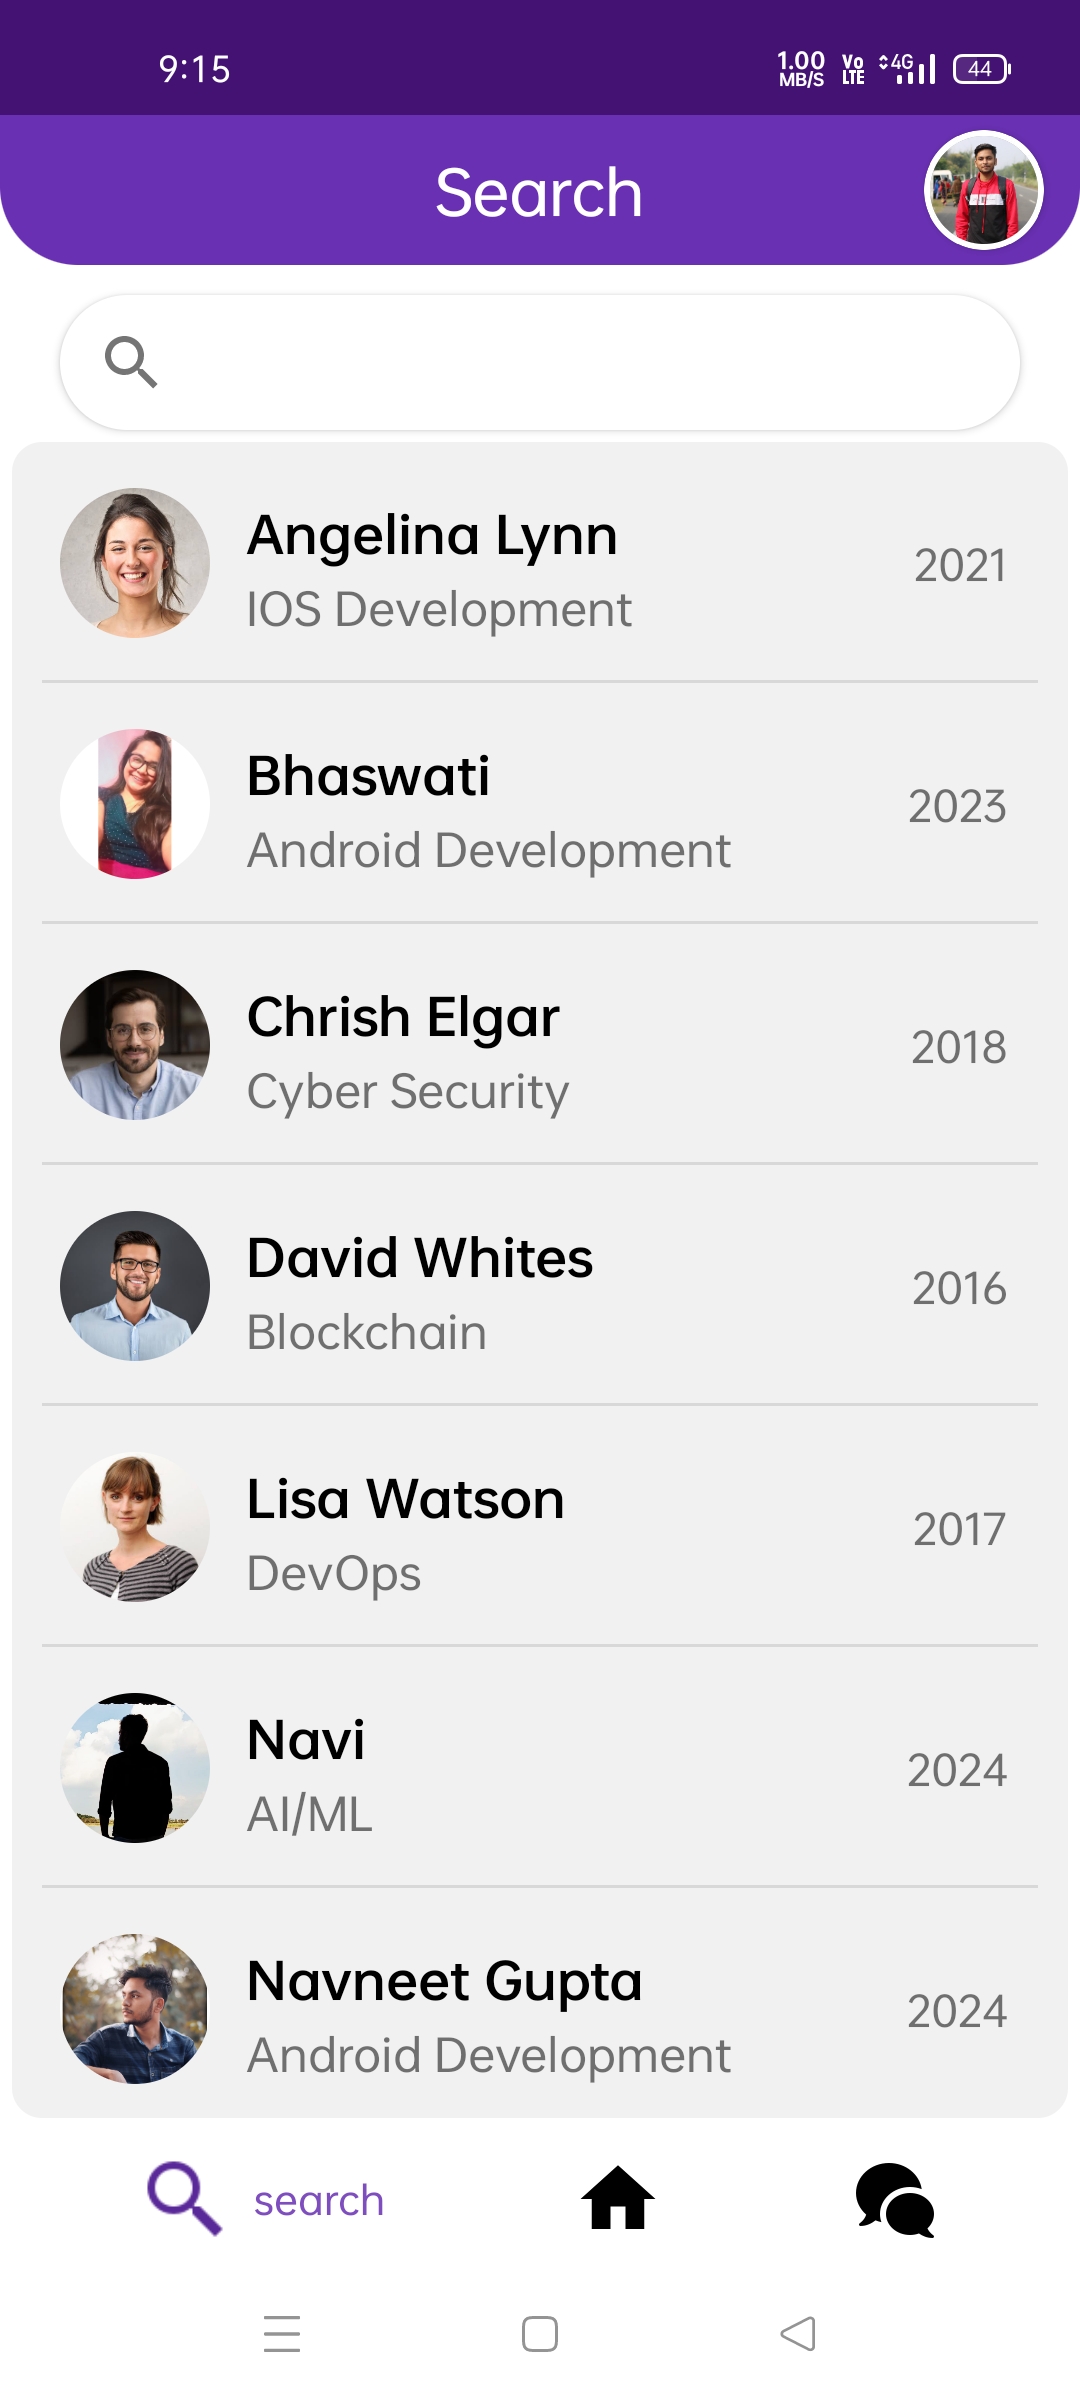 9:15
1.00
MB/S
Vo
LTE
4G
44
Search
Angelina Lynn
IOS Development
2021
Bhaswati
Android Development
2023
Chrish Elgar
Cyber Security
2018
David Whites
Blockchain
2016
Lisa Watson
DevOps
2017
Navi
AI/ML
2024
Navneet Gupta
Android Development
2024
search